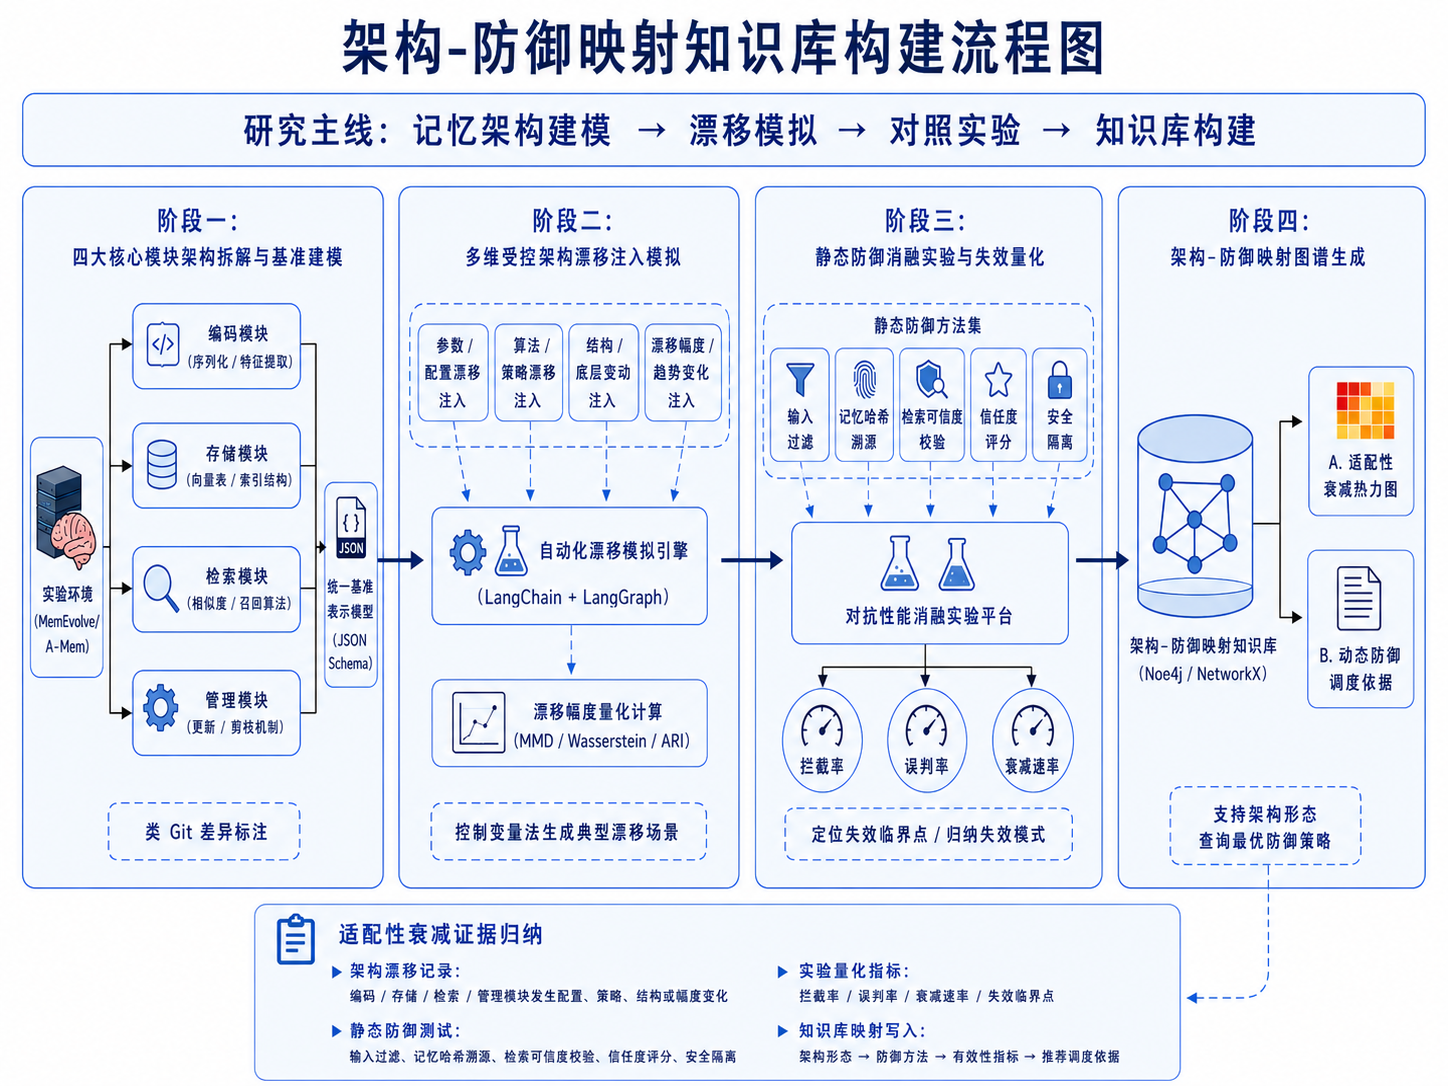 架构-防御映射知识库构建流程图
研究主线：记忆架构建模 → 漂移模拟 → 对照实验 → 知识库构建
阶段一：
四大核心模块架构拆解与基准建模
编码模块
（序列化 / 特征提取）
存储模块
（向量表 / 索引结构）
检索模块
（相似度 / 召回算法）
管理模块
（更新 / 剪枝机制）
实验环境
（MemEvolve/
A-Mem）
{ }
JSON
统一基准
表示模型
（JSON
Schema）
类 Git 差异标注
阶段二：
多维受控架构漂移注入模拟
参数 /
配置漂移
注入
算法 /
策略漂移
注入
结构 /
底层变动
注入
漂移幅度 /
趋势变化
注入
自动化漂移模拟引擎
（LangChain + LangGraph）
漂移幅度量化计算
（MMD / Wasserstein / ARI）
控制变量法生成典型漂移场景
阶段三：
静态防御消融实验与失效量化
静态防御方法集
输入
过滤
记忆哈希
溯源
检索可信度
校验
信任度
评分
安全
隔离
对抗性能消融实验平台
拦截率
误判率
衰减速率
定位失效临界点 / 归纳失效模式
阶段四：
架构-防御映射图谱生成
架构-防御映射知识库
（Noe4j / NetworkX）
A. 适配性
衰减热力图
B. 动态防御
调度依据
支持架构形态
查询最优防御策略
适配性衰减证据归纳
架构漂移记录：
编码 / 存储 / 检索 / 管理模块发生配置、策略、结构或幅度变化
静态防御测试：
输入过滤、记忆哈希溯源、检索可信度校验、信任度评分、安全隔离
实验量化指标：
拦截率 / 误判率 / 衰减速率 / 失效临界点
知识库映射写入：
架构形态 → 防御方法 → 有效性指标 → 推荐调度依据